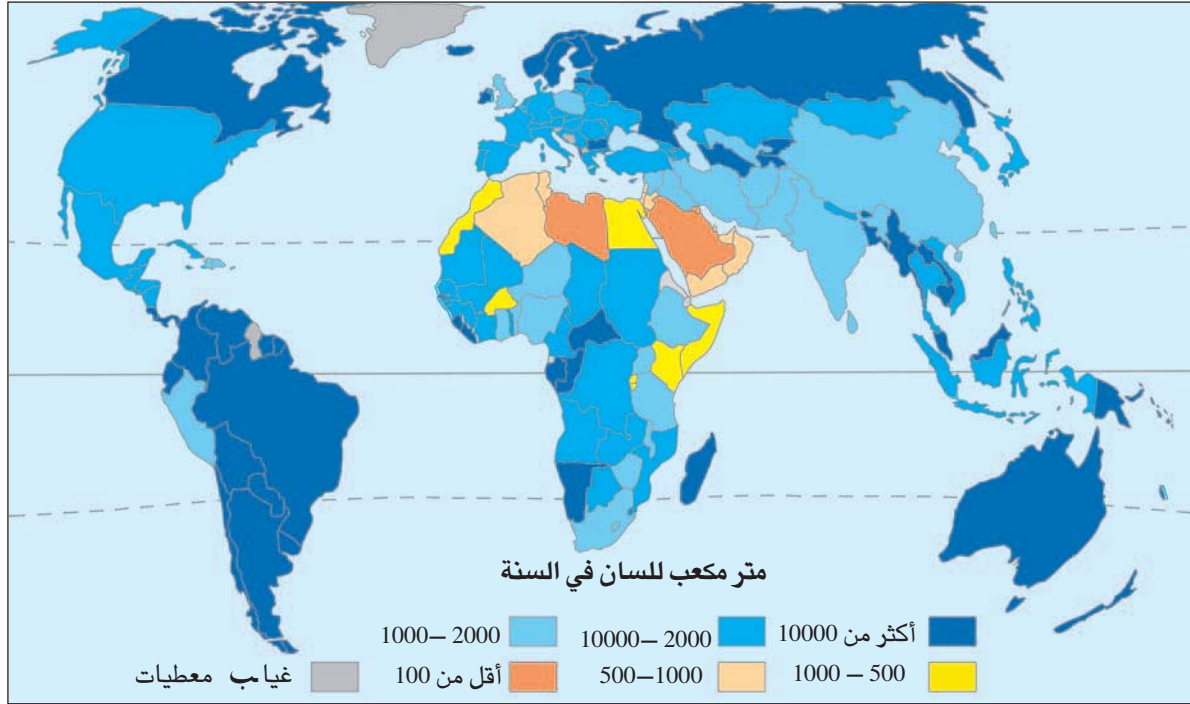 متر مكعب للسان في السنة
أكثر من 10000
10000 – 2000
1000 – 2000
1000 – 500
500 – 1000
أقل من 100
غياب معطيات